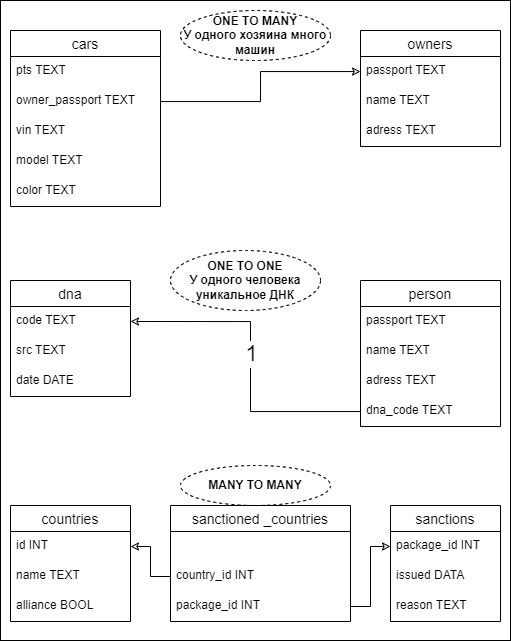 ONE TO MANY
У одного хозяина много
машин
cars
pts TEXT
owner_passport TEXT
vin TEXT
model TEXT
color TEXT
owners
passport TEXT
name TEXT
adress TEXT
ONE TO ONE
У одного человека
уникальное ДНК
dna
code TEXT
src TEXT
date DATE
1
person
passport TEXT
name TEXT
adress TEXT
dna_code TEXT
MANY TO MANY
countries
id INT
name TEXT
alliance BOOL
sanctioned _countries
country_id INT
package_id INT
sanctions
package_id INT
issued DATA
reason TEXT